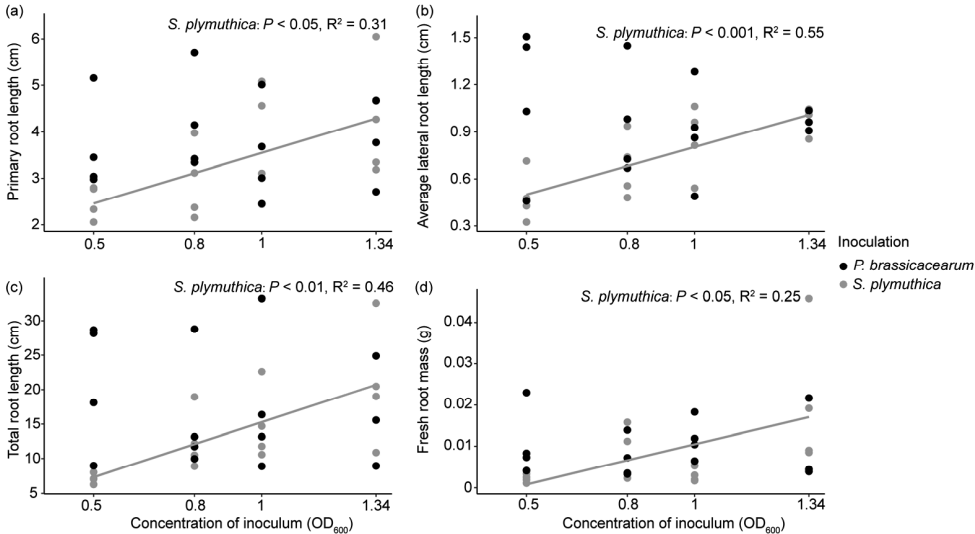 (a)
S. plymuthica: P < 0.05, R² = 0.31
Primary root length (cm)
6
5
4
3
2
0.5
0.8
1
1.34
(b)
S. plymuthica: P < 0.001, R² = 0.55
Average lateral root length (cm)
1.5
1.2
0.9
0.6
0.3
0.5
0.8
1
1.34
Inoculation
P. brassicacearum
S. plymuthica
(c)
S. plymuthica: P < 0.01, R² = 0.46
Total root length (cm)
30
25
20
15
10
5
0.5
0.8
1
1.34
Concentration of inoculum (OD₆₀₀)
(d)
S. plymuthica: P < 0.05, R² = 0.25
Fresh root mass (g)
0.04
0.03
0.02
0.01
0
0.5
0.8
1
1.34
Concentration of inoculum (OD₆₀₀)